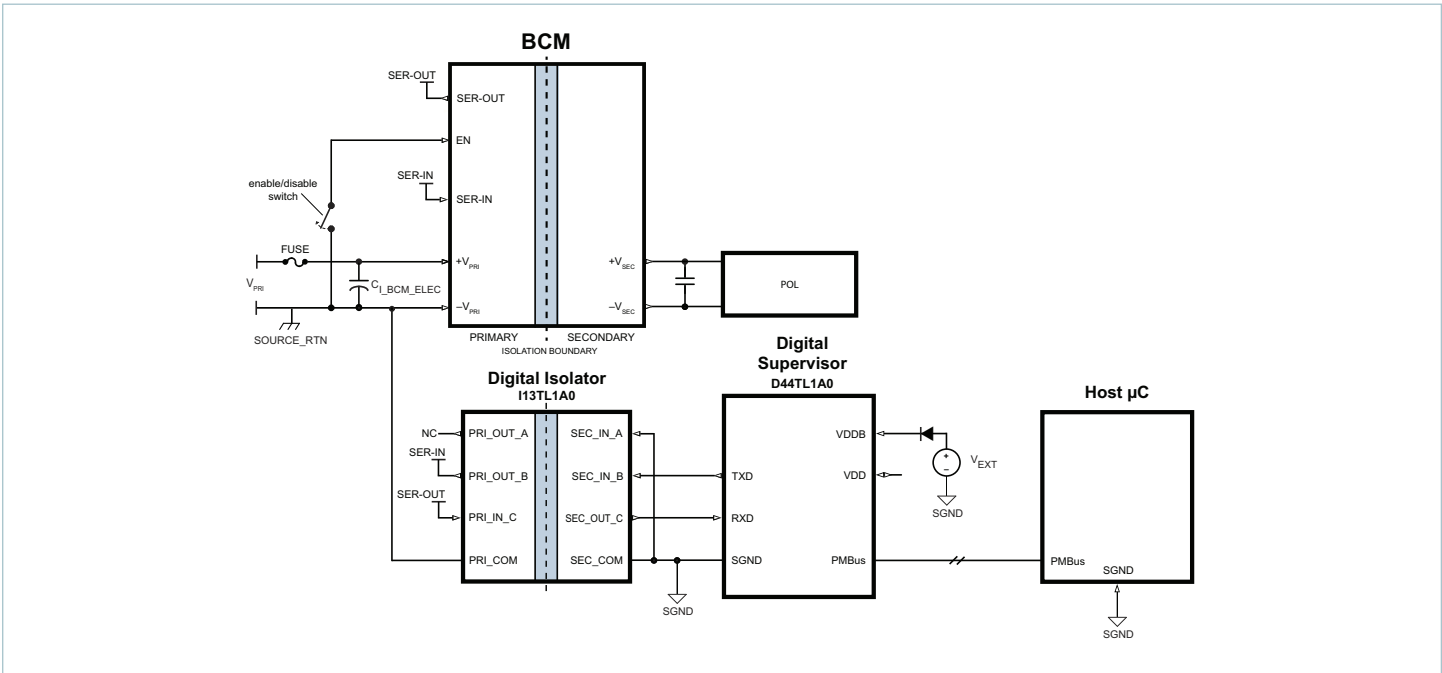 BCM
SER-OUT
SER-OUT
EN
SER-IN
SER-IN
enable/disable
switch
FUSE
+VPRI
+VSEC
VPRI
CI_BCM_ELEC
POL
–VPRI
–VSEC
SOURCE_RTN
PRIMARY
SECONDARY
ISOLATION BOUNDARY
Digital Isolator
I13TL1A0
NC
PRI_OUT_A
SEC_IN_A
SER-IN
PRI_OUT_B
SEC_IN_B
SER-OUT
PRI_IN_C
SEC_OUT_C
PRI_COM
SEC_COM
SGND
Digital
Supervisor
D44TL1A0
VDDB
TXD
VDD
RXD
SGND
PMBus
+
–
VEXT
SGND
Host µC
PMBus
SGND
SGND